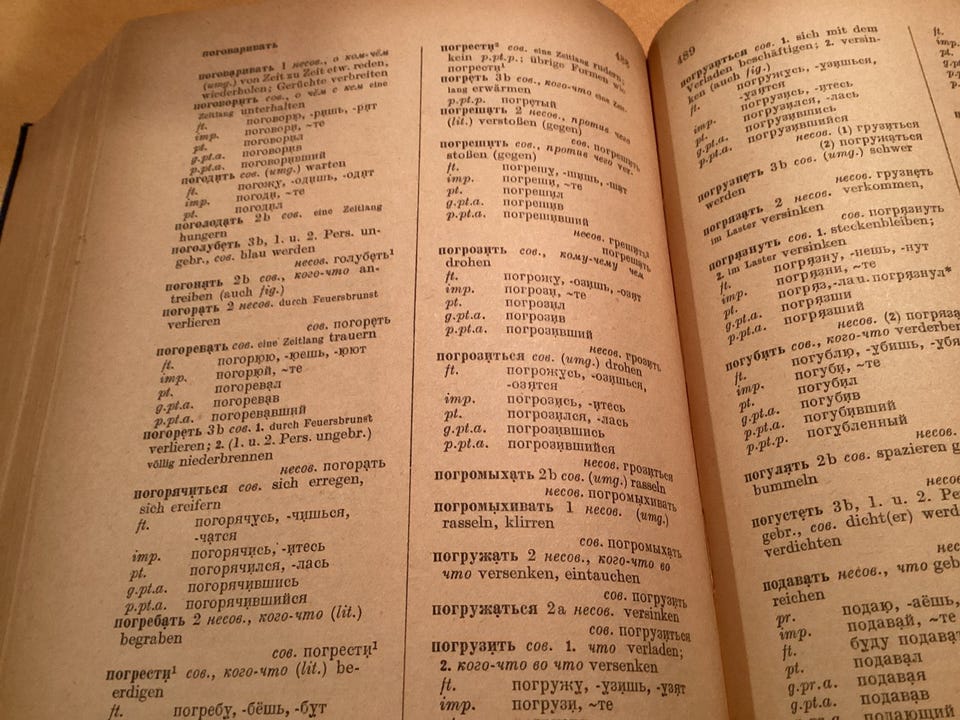 поговаривать
поговаривать 1 несов., о ком-чём
(umg.) von Zeit zu Zeit etw. reden,
wiederholen; Gerüchte verbreiten
поговорить сов., о чём с кем eine
Zeitlang unterhalten
ft. поговорю, -ришь, -рят
imp. поговори, ~те
pt. поговорил
g.pt.a. поговорив
p.pt.a. поговоривший
погодить сов. (umg.) warten
ft. погожу, -одишь, -одят
imp. погоди, ~те
pt. погодил
поголодать 2b сов. eine Zeitlang
hungern
поголубеть 3b, 1. u. 2. Pers. un-
gebr., сов. blau werden
несов. голубеть¹
погонять 2b сов., кого-что an-
treiben (auch fig.)
погорать 2 несов. durch Feuersbrunst
verlieren
сов. погореть
погоревать сов. eine Zeitlang trauern
ft. погорюю, -юешь, -юют
imp. погорюй, ~те
pt. погоревал
g.pt.a. погоревав
p.pt.a. погоревавший
погореть 3b сов. 1. durch Feuersbrunst
verlieren; 2. (1. u. 2. Pers. ungebr.)
völlig niederbrennen
несов. погорать
погорячиться сов. sich erregen,
sich ereifern
ft. погорячусь, -чишься,
-чатся
imp. погорячись, -итесь
pt. погорячился, -лась
g.pt.a. погорячившись
p.pt.a. погорячившийся
погребать 2 несов., кого-что (lit.)
begraben
сов. погрести¹
погрести¹ сов., кого-что (lit.) be-
erdigen
ft. погребу, -бёшь, -бут
488
погрести² сов. eine Zeitlang rudern;
kein p.pt.p.; übrige Formen wie
погрести¹
погреть 3b сов., кого-что eine Zei-
lang erwärmen
p.pt.p. погретый
погрешать 2 несов., против чего
(lit.) verstoßen (gegen)
сов. погрешить
погрешить сов., против чего ver-
stoßen (gegen)
ft. погрешу, -шишь, -шат
imp. погреши, ~те
pt. погрешил
g.pt.a. погрешив
p.pt.a. погрешивший
несов. грешить,
погрешать
погрозить сов., кому-чему чем
drohen
ft. погрожу, -озишь, -озят
imp. погрози, ~те
pt. погрозил
g.pt.a. погрозив
p.pt.a. погрозивший
несов. грозить
погрозиться сов. (umg.) drohen
ft. погрожусь, -озишься,
-озятся
imp. погрозись, -итесь
pt. погрозился, -лась
g.pt.a. погрозившись
p.pt.a. погрозившийся
несов. грозиться
погромыхать 2b сов. (umg.) rasseln
несов. погромыхивать
погромыхивать 1 несов. (umg.)
rasseln, klirren
сов. погромыхать
погружать 2 несов., кого-что во
что versenken, eintauchen
сов. погрузить
погружаться 2a несов. versinken
сов. погрузиться
погрузить сов. 1. что verladen;
2. кого-что во что versenken
ft. погружу, -узишь, -узят
imp. погрузи, ~те
489
погрузиться сов. 1. sich mit dem
Verladen beschäftigen; 2. versin-
ken (auch fig.)
ft. погружусь, -узишься,
-узятся
imp. погрузись, -итесь
pt. погрузился, -лась
g.pt.a. погрузившись
p.pt.a. погрузившийся
несов. (1) грузиться
(2) погружаться
погрузнеть 3b сов. (umg.) schwer
werden
несов. грузнеть
погрязать 2 несов. verkommen,
im Laster versinken
сов. погрязнуть
погрязнуть сов. 1. steckenbleiben;
2. im Laster versinken
ft. погрязну, -нешь, -нут
imp. погрязни, ~те
pt. погряз, -ла u. погрязнул*
g.pt.a. погрязши
p.pt.a. погрязший
несов. (2) погряза
погубить сов., кого-что verderben
ft. погублю, -убишь, -убя
imp. погуби, ~те
pt. погубил
g.pt.a. погубив
p.pt.a. погубивший
p.pt.p. погубленный
несов.
погулять 2b сов. spazieren g
bummeln
несо
погустеть 3b, 1. u. 2. Pe
gebr., сов. dicht(er) werd
verdichten
нес
подавать несов., что geb
reichen
pr. подаю, -аёшь,
imp. подавай, ~те
ft. буду подават
pt. подавал
g.pr.a. подавая
g.pt.a. подавав
подающий
ft.
imp.
pt.
g.p
p.p